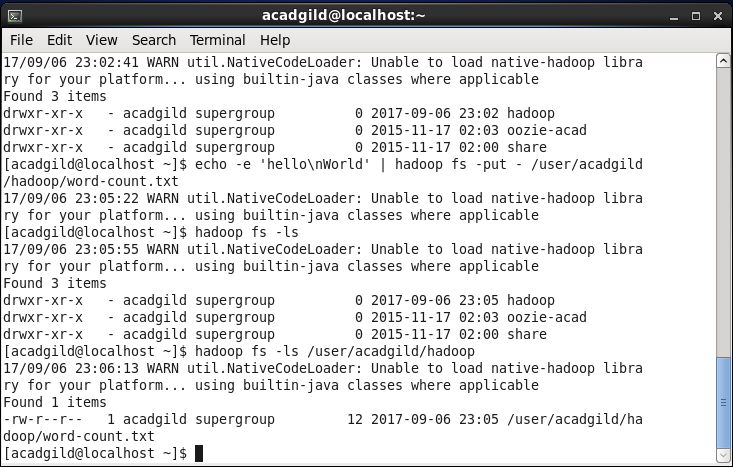 acadgild@localhost:~
File Edit View Search Terminal Help
17/09/06 23:02:41 WARN util.NativeCodeLoader: Unable to load native-hadoop libra
ry for your platform... using builtin-java classes where applicable
Found 3 items
drwxr-xr-x   - acadgild supergroup          0 2017-09-06 23:02 hadoop
drwxr-xr-x   - acadgild supergroup          0 2015-11-17 02:03 oozie-acad
drwxr-xr-x   - acadgild supergroup          0 2015-11-17 02:00 share
[acadgild@localhost ~]$ echo -e 'hello\nWorld' | hadoop fs -put - /user/acadgild
/hadoop/word-count.txt
17/09/06 23:05:22 WARN util.NativeCodeLoader: Unable to load native-hadoop libra
ry for your platform... using builtin-java classes where applicable
[acadgild@localhost ~]$ hadoop fs -ls
17/09/06 23:05:55 WARN util.NativeCodeLoader: Unable to load native-hadoop libra
ry for your platform... using builtin-java classes where applicable
Found 3 items
drwxr-xr-x   - acadgild supergroup          0 2017-09-06 23:05 hadoop
drwxr-xr-x   - acadgild supergroup          0 2015-11-17 02:03 oozie-acad
drwxr-xr-x   - acadgild supergroup          0 2015-11-17 02:00 share
[acadgild@localhost ~]$ hadoop fs -ls /user/acadgild/hadoop
17/09/06 23:06:13 WARN util.NativeCodeLoader: Unable to load native-hadoop libra
ry for your platform... using builtin-java classes where applicable
Found 1 items
-rw-r--r--   1 acadgild supergroup         12 2017-09-06 23:05 /user/acadgild/ha
doop/word-count.txt
[acadgild@localhost ~]$